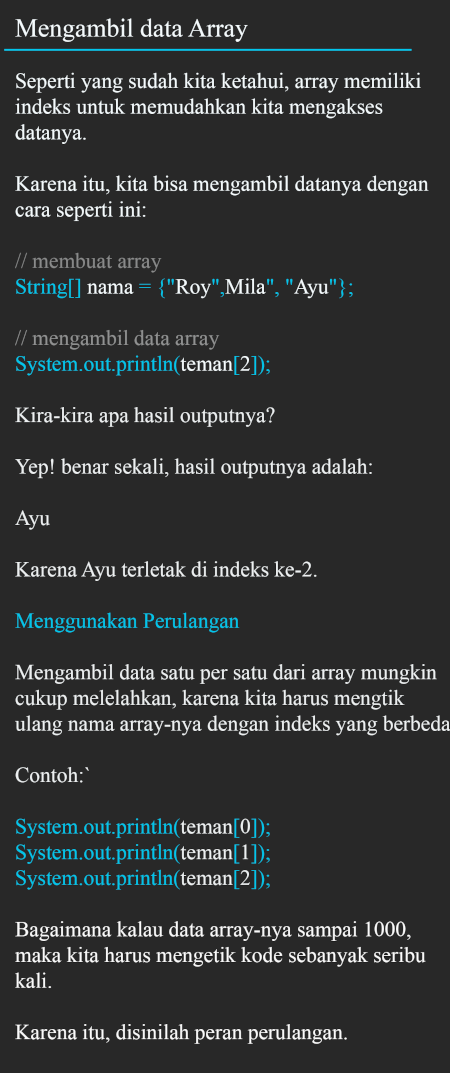 Mengambil data Array
Seperti yang sudah kita ketahui, array memiliki
indeks untuk memudahkan kita mengakses
datanya.
Karena itu, kita bisa mengambil datanya dengan
cara seperti ini:
// membuat array
String[] nama = {"Roy",Mila", "Ayu"};
// mengambil data array
System.out.println(teman[2]);
Kira-kira apa hasil outputnya?
Yep! benar sekali, hasil outputnya adalah:
Ayu
Karena Ayu terletak di indeks ke-2.
Menggunakan Perulangan
Mengambil data satu per satu dari array mungkin
cukup melelahkan, karena kita harus mengtik
ulang nama array-nya dengan indeks yang berbeda
Contoh:`
System.out.println(teman[0]);
System.out.println(teman[1]);
System.out.println(teman[2]);
Bagaimana kalau data array-nya sampai 1000,
maka kita harus mengetik kode sebanyak seribu
kali.
Karena itu, disinilah peran perulangan.